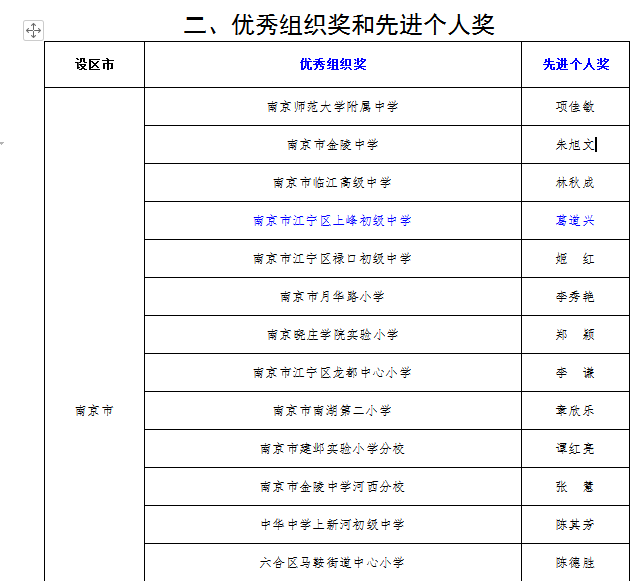 二、优秀组织奖和先进个人奖
设区市 优秀组织奖 先进个人奖
南京师范大学附属中学 项佳敏
南京市金陵中学 朱旭文
南京市临江高级中学 林秋成
南京市江宁区上峰初级中学 葛道兴
南京市江宁区禄口初级中学 姬 红
南京市月华路小学 李秀艳
南京晓庄学院实验小学 郑 颖
南京市江宁区龙都中心小学 李 谦
南京市 南京市南湖第二小学 章欣乐
南京市建邺实验小学分校 谭红亮
南京市金陵中学河西分校 张 慧
中华中学上新河初级中学 陈其芳
六合区马鞍街道中心小学 陈德胜